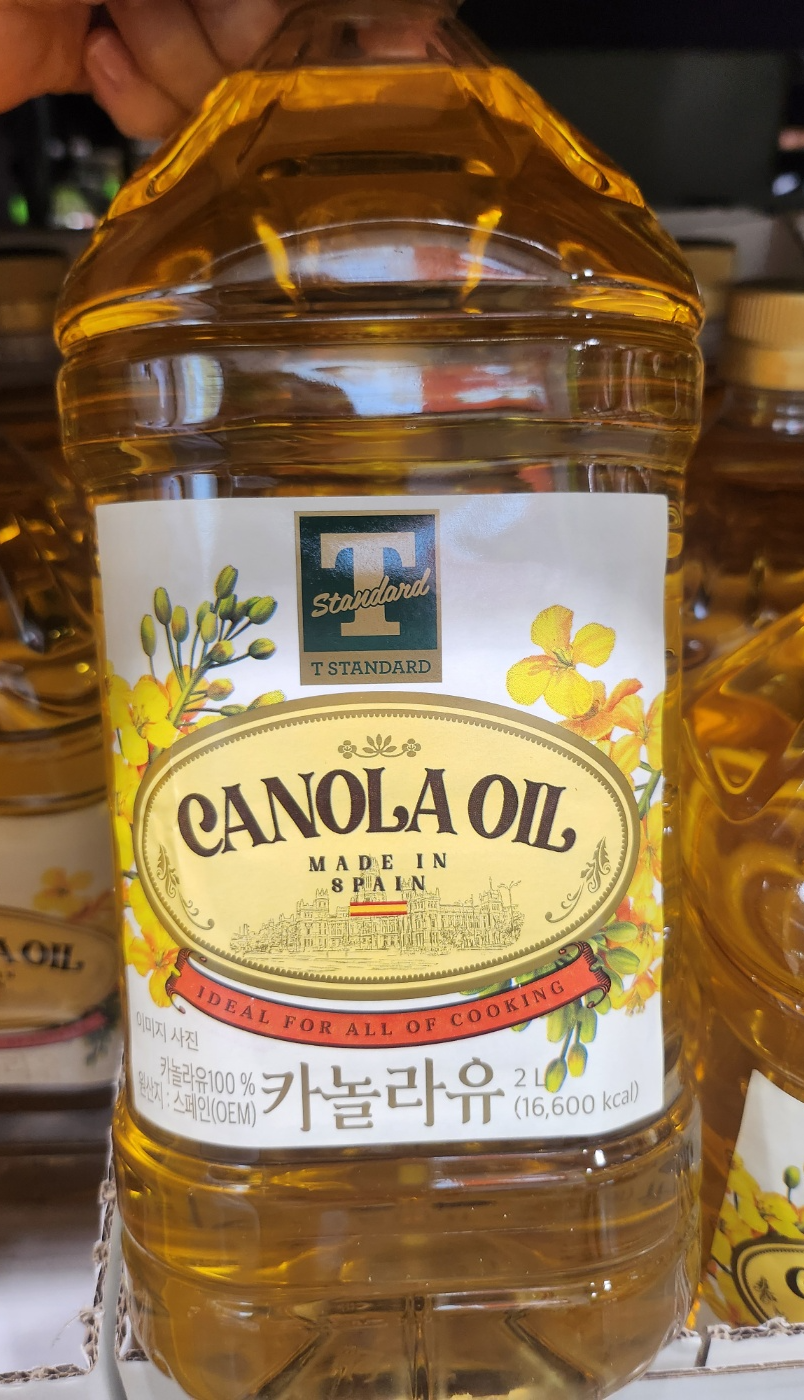 T
Standard
T STANDARD
CANOLA OIL
MADE IN
SPAIN
IDEAL FOR ALL OF COOKING
이미지 사진
카놀라유100 %
원산지 : 스페인(OEM)
카놀라유
2 L
(16,600 kcal)
A OIL